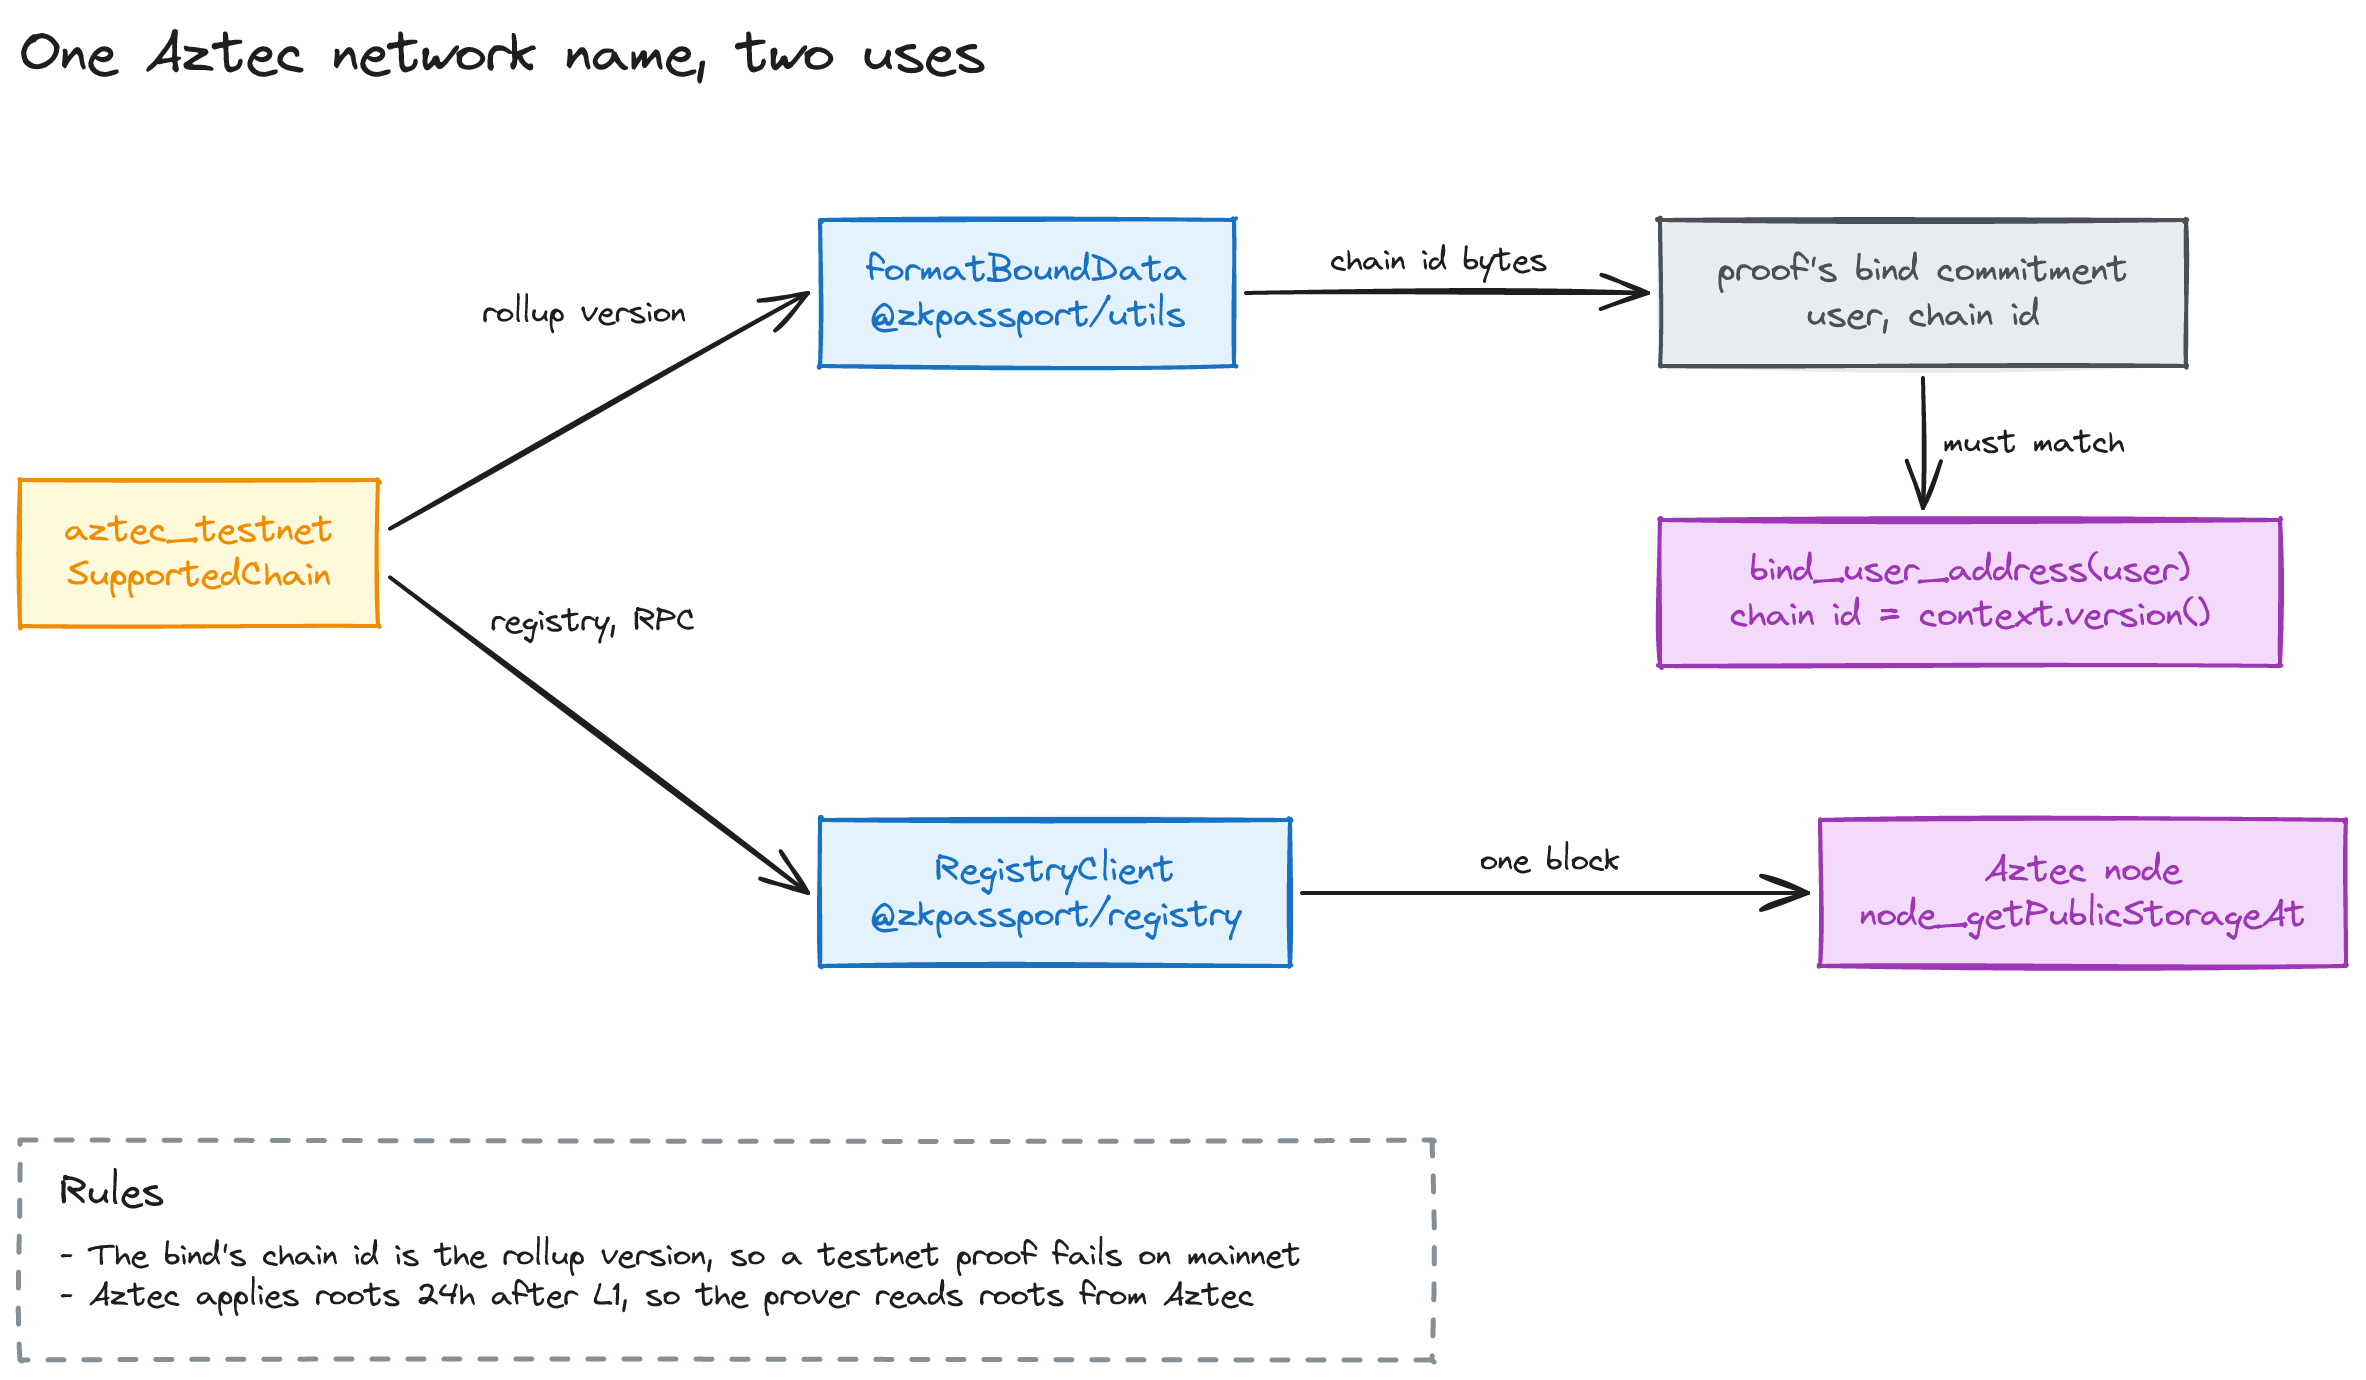 One Aztec network name, two uses
rollup version
formatBoundData
@zkpassport/utils
chain id bytes
proof's bind commitment
user, chain id
must match
aztec_testnet
SupportedChain
bind_user_address(user)
chain id = context.version()
registry, RPC
RegistryClient
@zkpassport/registry
one block
Aztec node
node_getPublicStorageAt
Rules
- The bind's chain id is the rollup version, so a testnet proof fails on mainnet
- Aztec applies roots 24h after L1, so the prover reads roots from Aztec